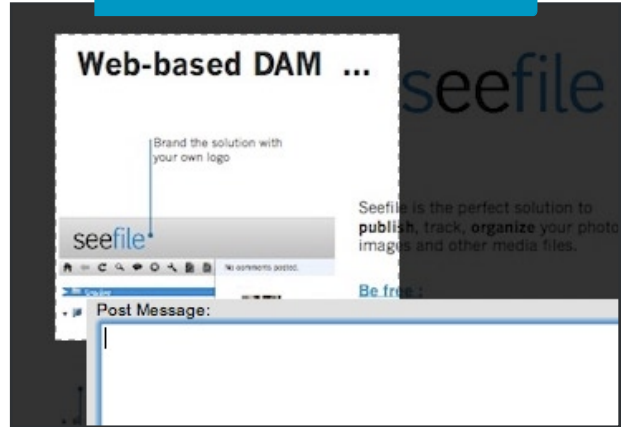 Web-based DAM ...
seefile
Brand the solution with
your own logo
Seefile is the perfect solution to
publish, track, organize your photo
images and other media files.
seefile
No comments posted.
Be free :
Post Message: